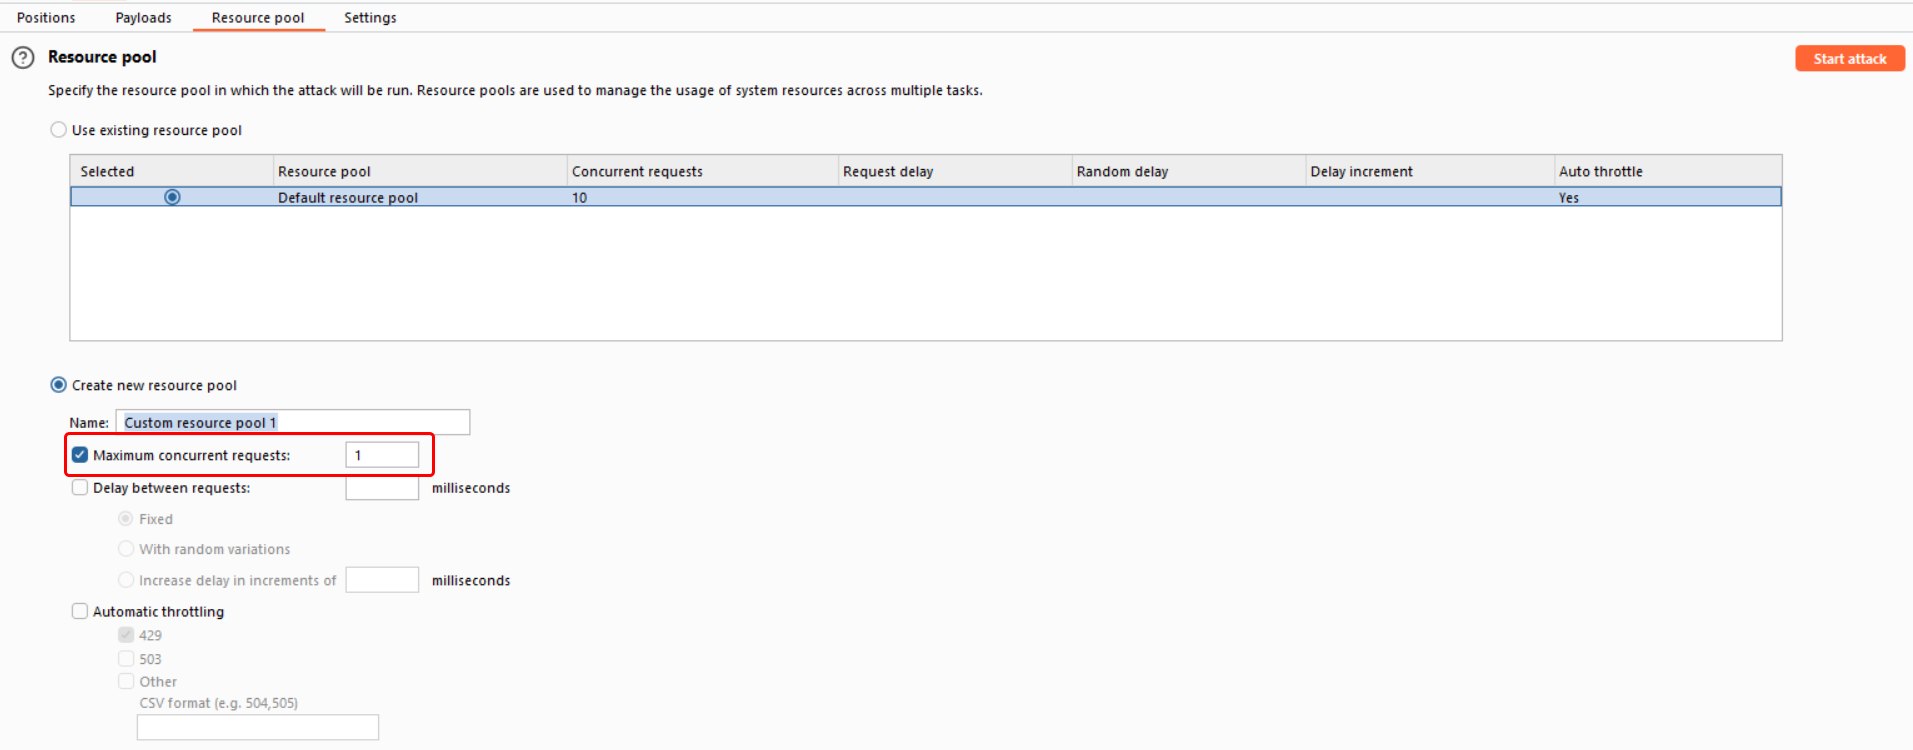 Positions Payloads Resource pool Settings
? Resource pool Start attack
Specify the resource pool in which the attack will be run. Resource pools are used to manage the usage of system resources across multiple tasks.
Use existing resource pool
Selected Resource pool Concurrent requests Request delay Random delay Delay increment Auto throttle
Default resource pool 10 Yes
Create new resource pool
Name: Custom resource pool 1
Maximum concurrent requests: 1
Delay between requests: milliseconds
Fixed
With random variations
Increase delay in increments of milliseconds
Automatic throttling
429
503
Other
CSV format (e.g. 504,505)